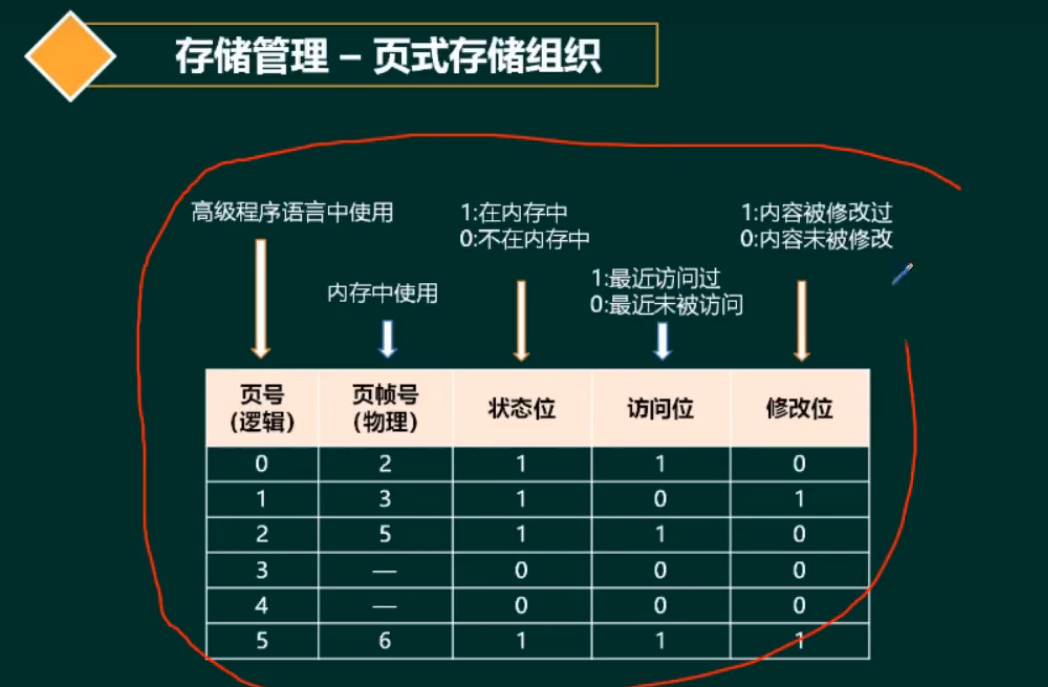 存储管理 – 页式存储组织
高级程序语言中使用
1:在内存中
0:不在内存中
1:内容被修改过
0:内容未被修改
内存中使用
1:最近访问过
0:最近未被访问
页号 页帧号 状态位 访问位 修改位
(逻辑) (物理)
0 2 1 1 0
1 3 1 0 1
2 5 1 1 0
3 — 0 0 0
4 — 0 0 0
5 6 1 1 1